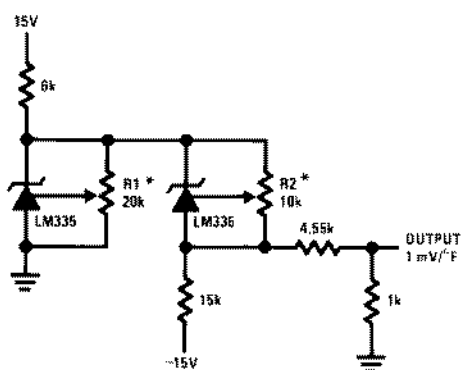 15V
6k
R1*
20k
LM335
R2*
10k
LM336
4.55k
OUTPUT
1 mV/°F
15k
1k
−15V